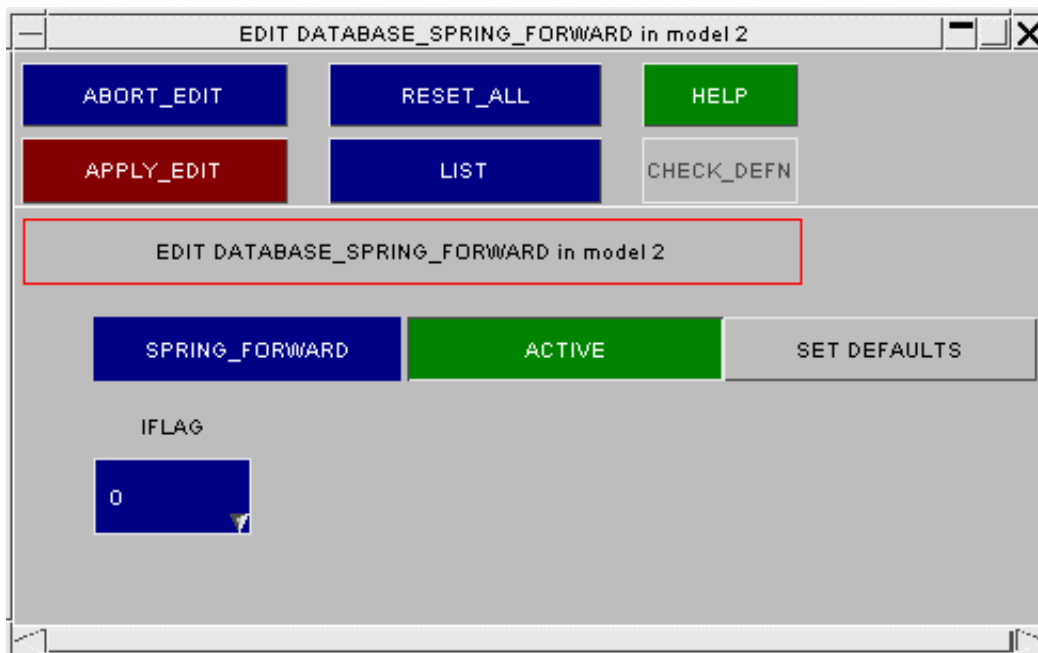 EDIT DATABASE_SPRING_FORWARD in model 2
ABORT_EDIT RESET_ALL HELP
APPLY_EDIT LIST CHECK_DEFN
EDIT DATABASE_SPRING_FORWARD in model 2
SPRING_FORWARD ACTIVE SET DEFAULTS
IFLAG
0